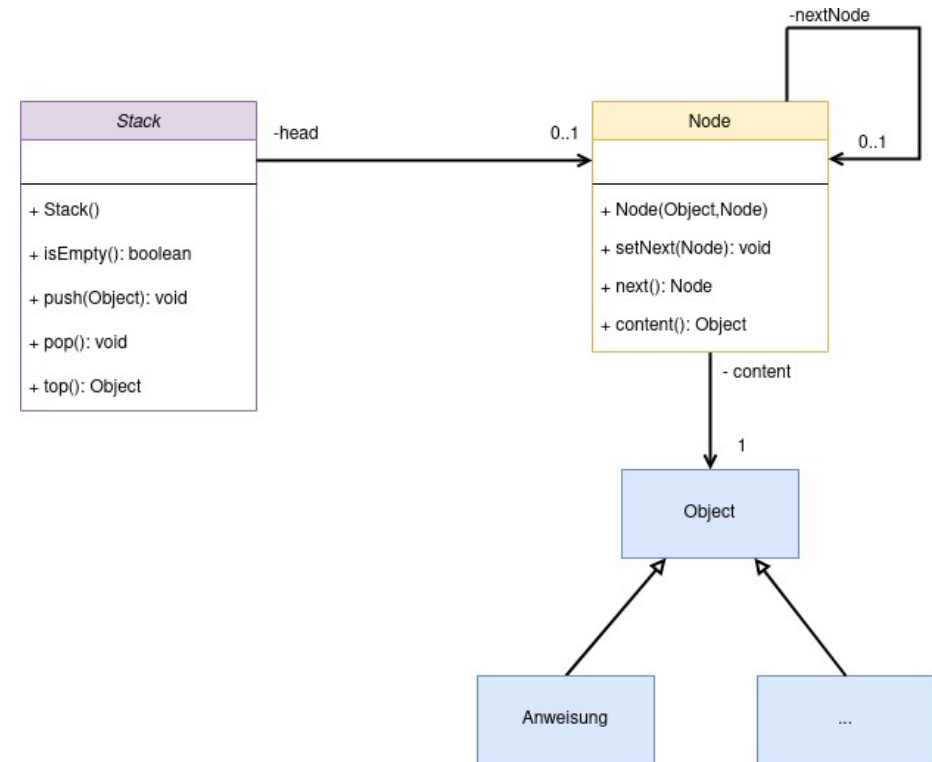 -nextNode
Stack
-head
0..1
Node
0..1
+ Stack()
+ isEmpty(): boolean
+ push(Object): void
+ pop(): void
+ top(): Object
+ Node(Object,Node)
+ setNext(Node): void
+ next(): Node
+ content(): Object
- content
1
Object
Anweisung
...